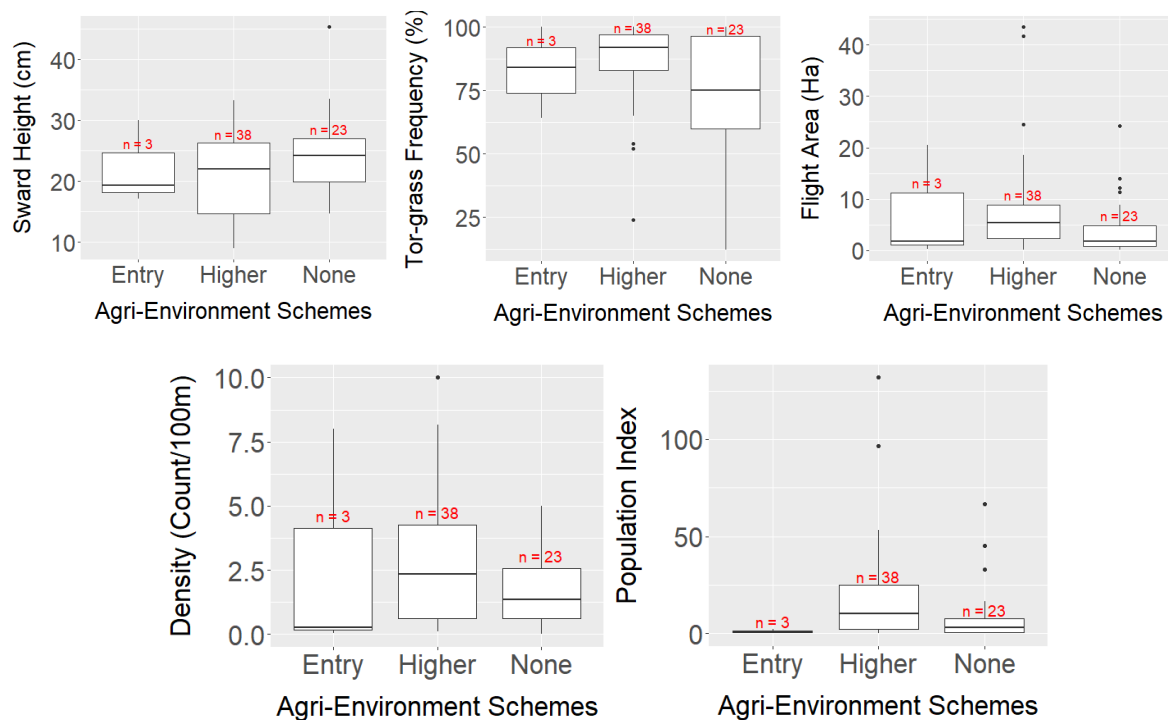 Sward Height (cm)
40
30
20
10
n = 3
n = 38
n = 23
Entry
Higher
None
Agri-Environment Schemes
Tor-grass Frequency (%)
100
75
50
25
n = 3
n = 38
n = 23
Entry
Higher
None
Agri-Environment Schemes
Flight Area (Ha)
40
30
20
10
0
n = 3
n = 38
n = 23
Entry
Higher
None
Agri-Environment Schemes
Density (Count/100m)
10.0
7.5
5.0
2.5
0.0
n = 3
n = 38
n = 23
Entry
Higher
None
Agri-Environment Schemes
Population Index
100
50
0
n = 3
n = 38
n = 23
Entry
Higher
None
Agri-Environment Schemes